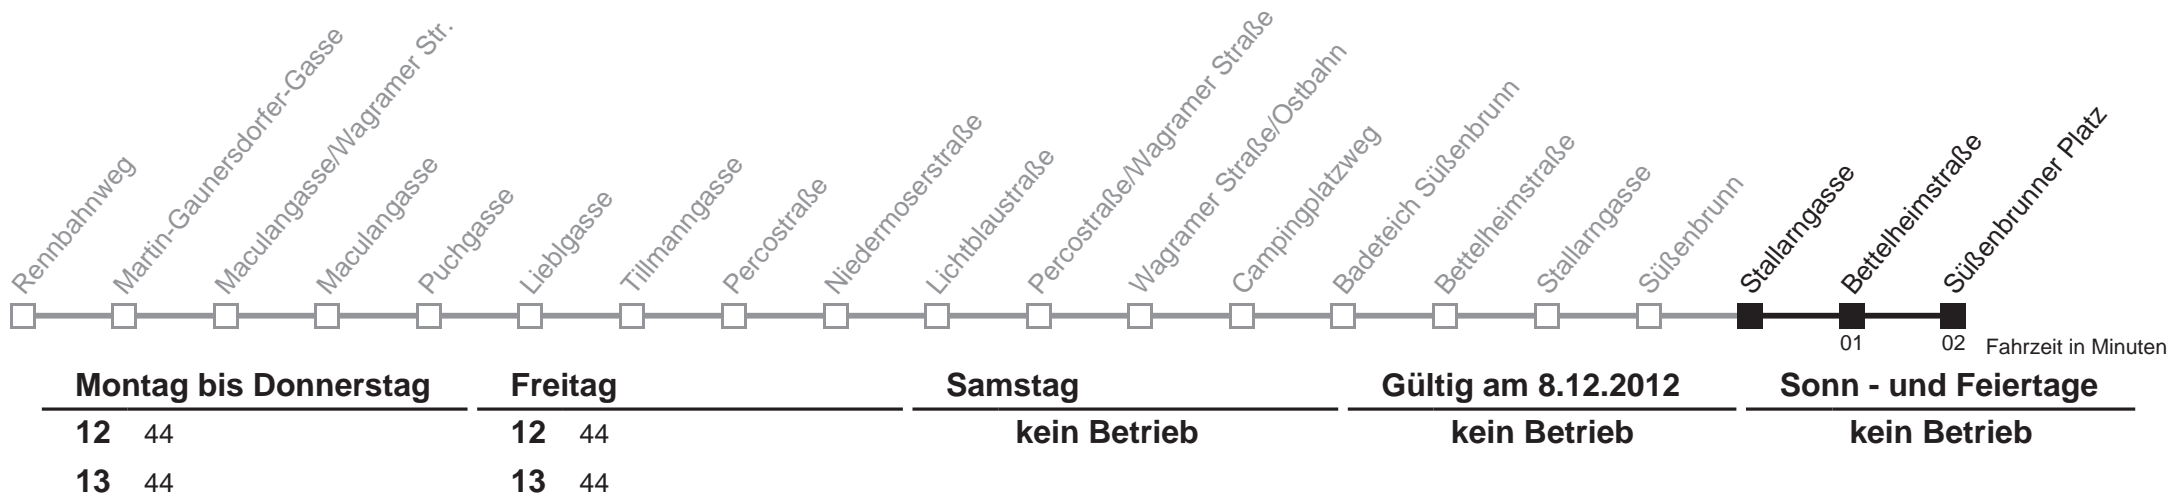 Rennbahnweg
Martin-Gaunersdorfer-Gasse
Maculangasse/Wagramer Str.
Maculangasse
Puchgasse
Lieblgasse
Tillmanngasse
Percostraße
Niedermoserstraße
Lichtblaustraße
Percostraße/Wagramer Straße
Wagramer Straße/Ostbahn
Campingplatzweg
Badeteich Süßenbrunn
Bettelheimstraße
Stallarngasse
Süßenbrunn
Stallarngasse
Bettelheimstraße
Süßenbrunner Platz
01 02 Fahrzeit in Minuten
Montag bis Donnerstag Freitag Samstag Gültig am 8.12.2012 Sonn - und Feiertage
12 44 12 44 kein Betrieb kein Betrieb kein Betrieb
13 44 13 44